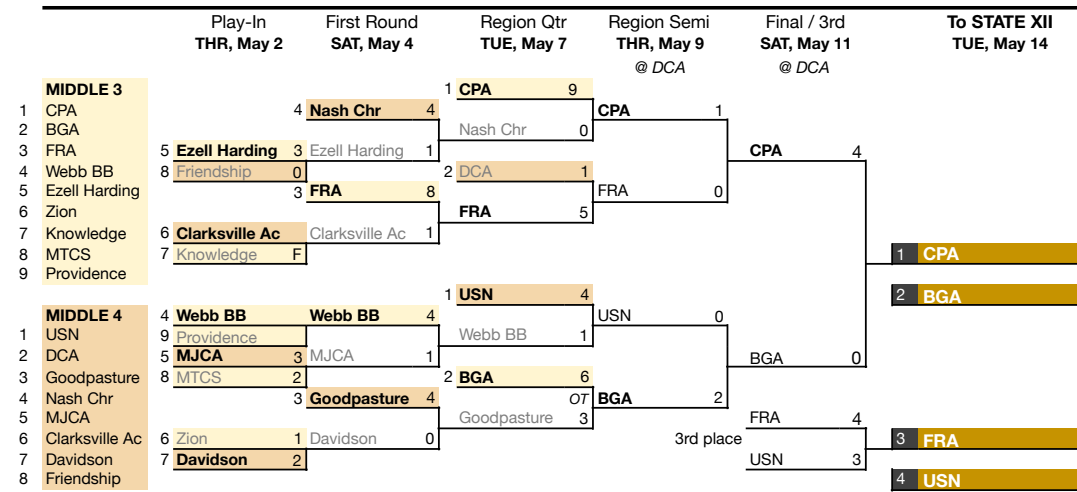 Play-In First Round Region Qtr Region Semi Final / 3rd To STATE XII
THR, May 2 SAT, May 4 TUE, May 7 THR, May 9 SAT, May 11 TUE, May 14
@ DCA @ DCA
MIDDLE 3 1 CPA 9
1 CPA 4 Nash Chr 4 CPA 1
2 BGA Nash Chr 0
3 FRA 5 Ezell Harding 3 Ezell Harding 1 CPA 4
4 Webb BB 8 Friendship 0 2 DCA 1
5 Ezell Harding 3 FRA 8 FRA 0
6 Zion FRA 5
7 Knowledge 6 Clarksville Ac Clarksville Ac 1
8 MTCS 7 Knowledge F 1 CPA
9 Providence
1 USN 4 2 BGA
MIDDLE 4 4 Webb BB Webb BB 4 USN 0
1 USN 9 Providence Webb BB 1
2 DCA 5 MJCA 3 MJCA 1 BGA 0
3 Goodpasture 8 MTCS 2 2 BGA 6
4 Nash Chr 3 Goodpasture 4 OT BGA 2
5 MJCA Goodpasture 3 FRA 4
6 Clarksville Ac 6 Zion 1 Davidson 0 3rd place 3 FRA
7 Davidson 7 Davidson 2 USN 3
8 Friendship 4 USN